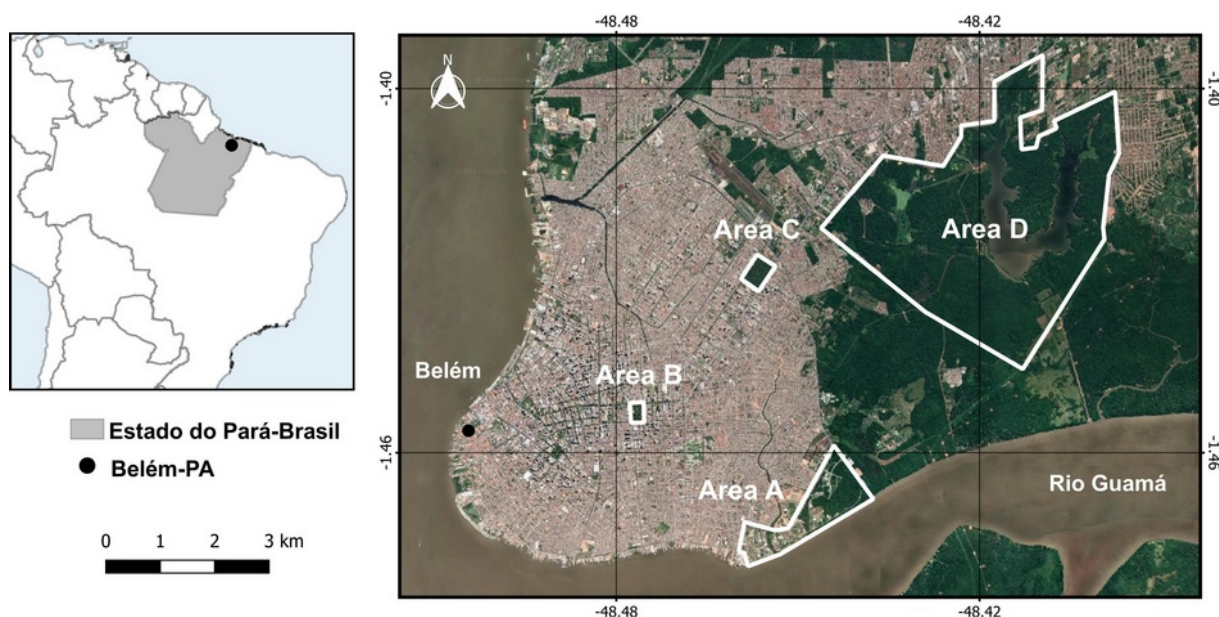 -48.48
-48.42
N
-1.40
-1.40
Area C
Area D
Belém
Area B
Estado do Pará-Brasil
-1.46
-1.46
Belém-PA
Area A
Rio Guamá
0 1 2 3 km
-48.48
-48.42